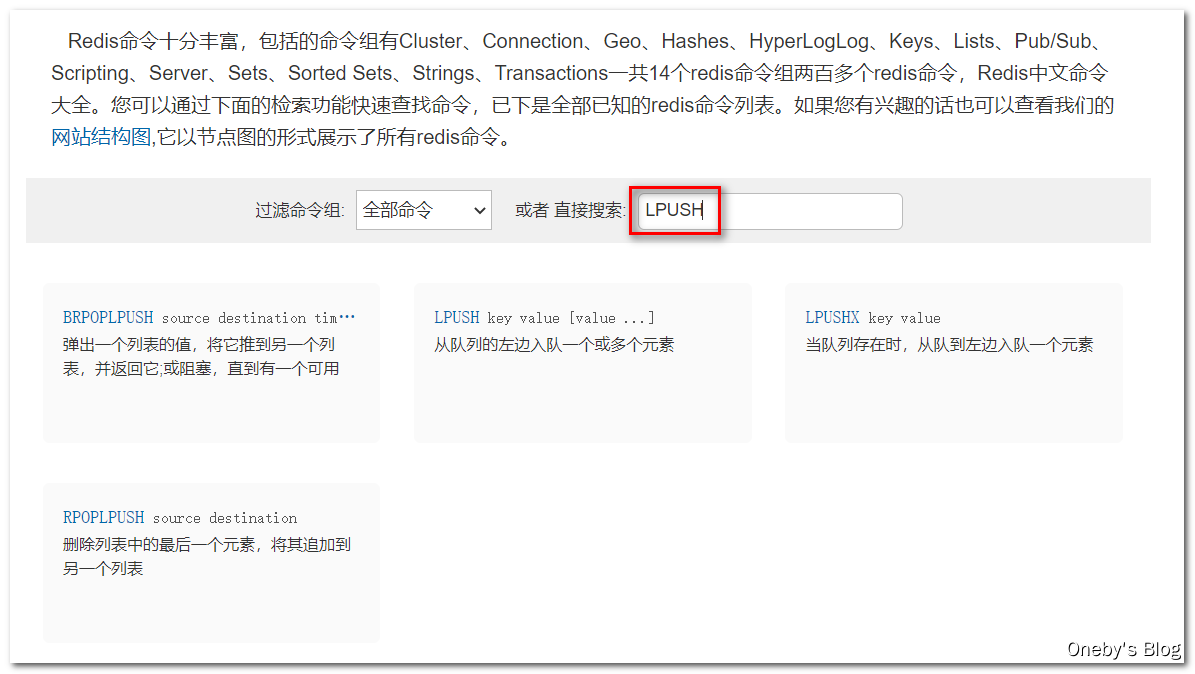 Redis命令十分丰富，包括的命令组有Cluster、Connection、Geo、Hashes、HyperLogLog、Keys、Lists、Pub/Sub、
Scripting、Server、Sets、Sorted Sets、Strings、Transactions一共14个redis命令组两百多个redis命令，Redis中文命令
大全。您可以通过下面的检索功能快速查找命令，已下是全部已知的redis命令列表。如果您有兴趣的话也可以查看我们的
网站结构图,它以节点图的形式展示了所有redis命令。
过滤命令组: 全部命令 或者 直接搜索: LPUSH
BRPOPLPUSH source destination tim…
弹出一个列表的值，将它推到另一个列
表，并返回它;或阻塞，直到有一个可用
LPUSH key value [value ...]
从队列的左边入队一个或多个元素
LPUSHX key value
当队列存在时，从队到左边入队一个元素
RPOPLPUSH source destination
删除列表中的最后一个元素，将其追加到
另一个列表
Oneby's Blog